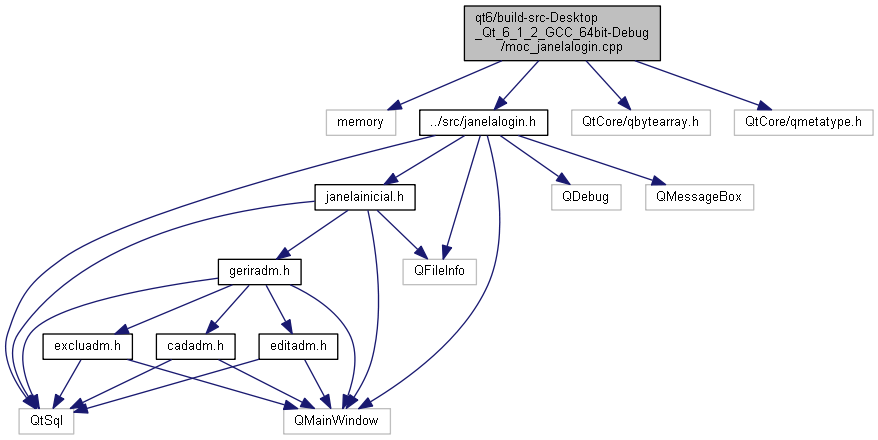 qt6/build-src-Desktop
_Qt_6_1_2_GCC_64bit-Debug
/moc_janelalogin.cpp
memory
../src/janelalogin.h
QtCore/qbytearray.h
QtCore/qmetatype.h
janelainicial.h
QDebug
QMessageBox
geriradm.h
QFileInfo
excluadm.h
cadadm.h
editadm.h
QtSql
QMainWindow